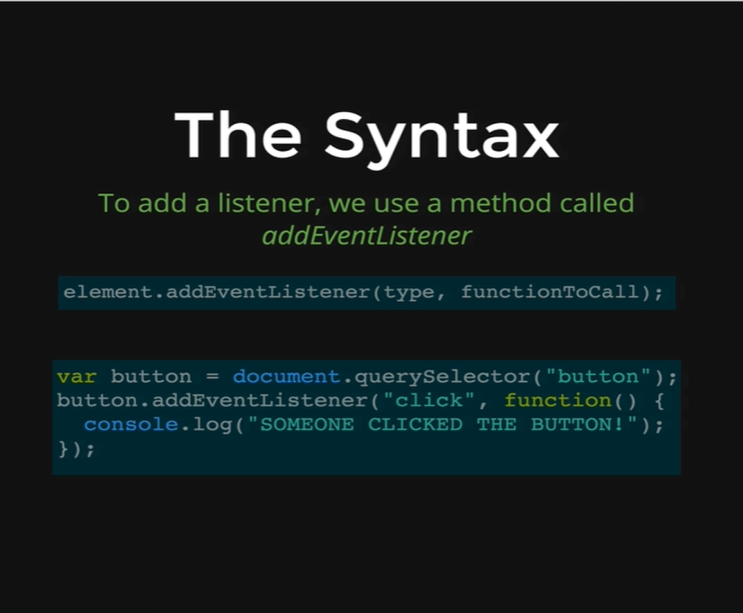 The Syntax
To add a listener, we use a method called
addEventListener
element.addEventListener(type, functionToCall);
var button = document.querySelector("button");
button.addEventListener("click", function() {
  console.log("SOMEONE CLICKED THE BUTTON!");
});